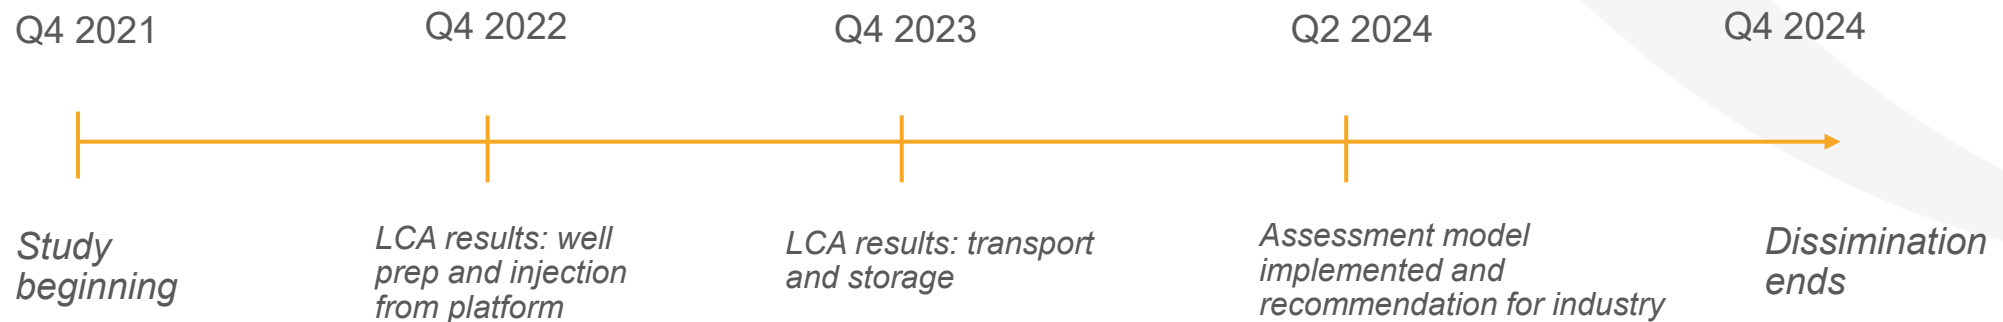 Q4 2021
Q4 2022
Q4 2023
Q2 2024
Q4 2024
Study
beginning
LCA results: well
prep and injection
from platform
LCA results: transport
and storage
Assessment model
implemented and
recommendation for industry
Dissimination
ends